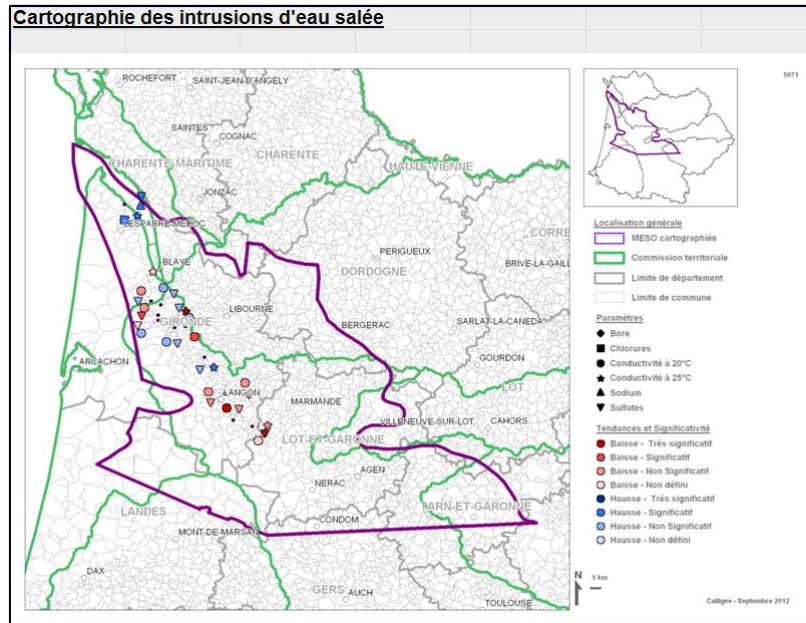 Cartographie des intrusions d'eau salée
5071
ROCHEFORT
SAINT-JEAN-D'ANGELY
SAINTES
COGNAC
CHARENTE-MARITIME
CHARENTE
HAUTE-VIENNE
JONZAC
LESPARRE-MEDOC
BLAYE
PERIGUEUX
DORDOGNE
BRIVE-LA-GAILL
LIBOURNE
GIRONDE
BERGERAC
SARLAT-LA-CANEDA
GOURDON
ARCACHON
LANGON
MARMANDE
LOT
VILLENEUVE-SUR-LOT
CAHORS
LOT-ET-GARONNE
AGEN
NERAC
LANDES
TARN-ET-GARONNE
CONDOM
MONT-DE-MARSAN
DAX
GERS
AUCH
TOULOUSE
Localisation générale
MESO cartographiée
Commission territoriale
Limite de département
Limite de commune
Paramètres
Bore
Chlorures
Conductivité à 20°C
Conductivité à 25°C
Sodium
Sulfates
Tendances et Significativité
Baisse - Très significatif
Baisse - Significatif
Baisse - Non Significatif
Baisse - Non défini
Hausse - Très significatif
Hausse - Significatif
Hausse - Non Significatif
Hausse - Non défini
N
5 km
Calligée - Septembre 2012